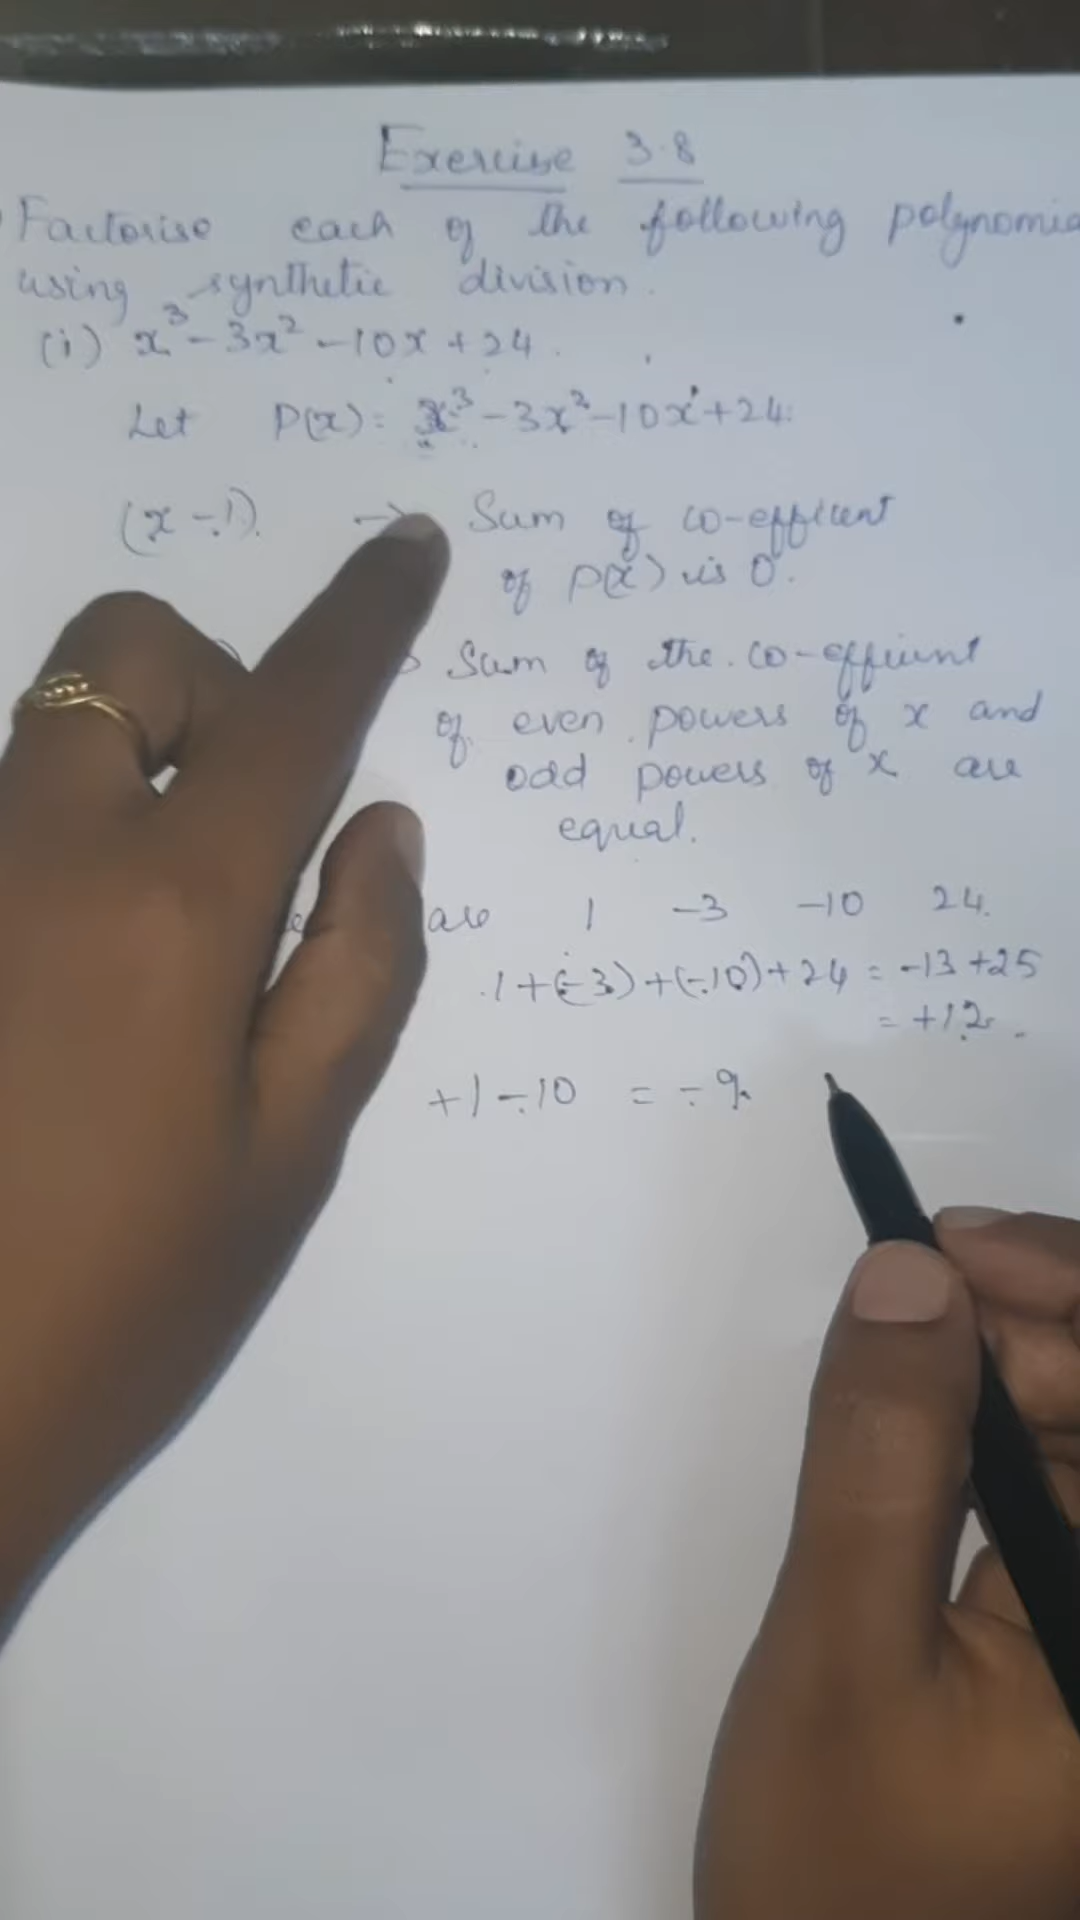 Exercise 3.8
Factorise each of the following polynomia
using synthetic division.
(i) x³ - 3x² - 10x + 24.
Let P(x): x³ - 3x² - 10x + 24.
(x - 1). → Sum of co-efficent
of P(x) is 0.
Sum of the co-effient
of even powers of x and
odd powers of x are
equal.
are 1 -3 -10 24.
1 + (-3) + (-10) + 24 = -13 + 25
= +12.
+1 - 10 = - 9